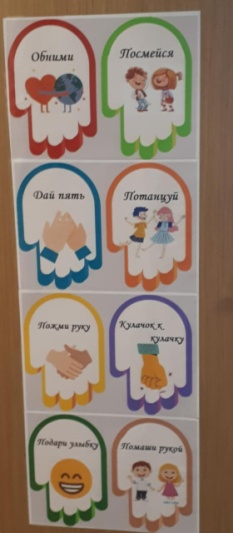 Обними
Посмейся
Дай пять
Потанцуй
Пожми руку
Кулачок к
кулачку
Подари улыбку
Помаши рукой